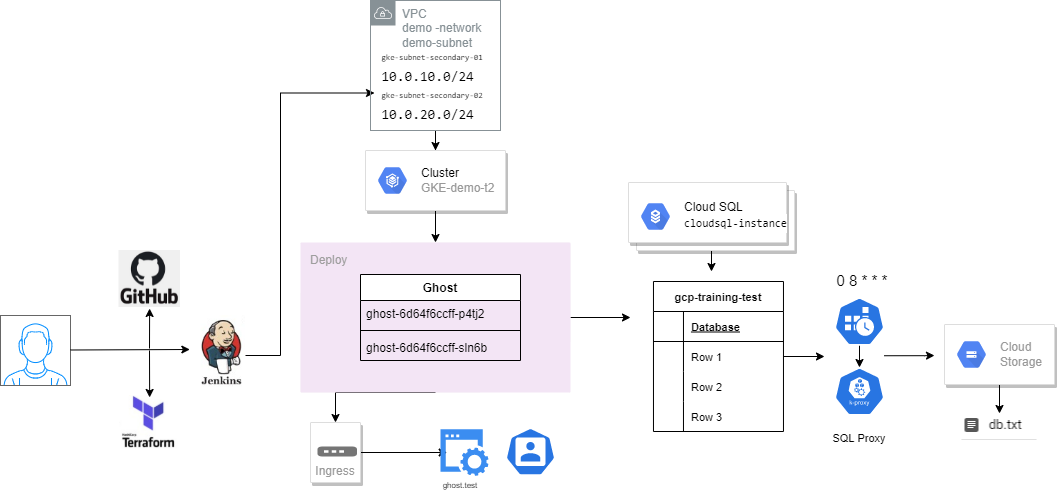 VPC
demo -network
demo-subnet
gke-subnet-secondary-01
10.0.10.0/24
gke-subnet-secondary-02
10.0.20.0/24
Cluster
GKE-demo-t2
Cloud SQL
cloudsql-instance
Deploy
Ghost
ghost-6d64f6ccff-p4tj2
ghost-6d64f6ccff-sln6b
GitHub
Jenkins
HashiCorp
Terraform
gcp-training-test
Database
Row 1
Row 2
Row 3
0 8 * * *
k-proxy
SQL Proxy
Cloud
Storage
db.txt
Ingress
ghost.test